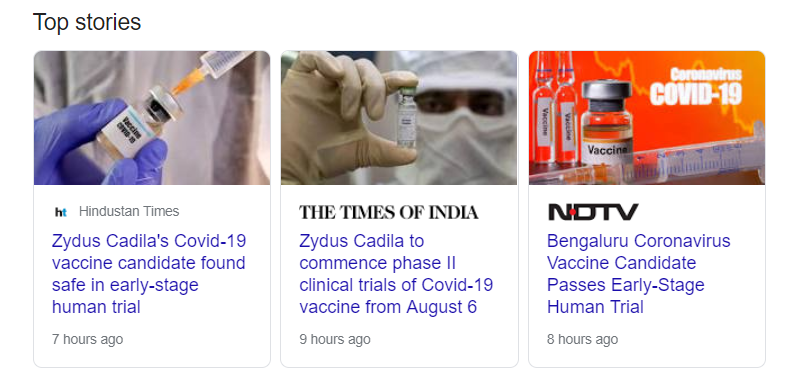 Top stories
Vaccine
COVID-19
Coronavirus
COVID-19
Vaccine
Vaccine
Vaccine
ht Hindustan Times
Zydus Cadila's Covid-19
vaccine candidate found
safe in early-stage
human trial
7 hours ago
THE TIMES OF INDIA
Zydus Cadila to
commence phase II
clinical trials of Covid-19
vaccine from August 6
9 hours ago
NDTV
Bengaluru Coronavirus
Vaccine Candidate
Passes Early-Stage
Human Trial
8 hours ago